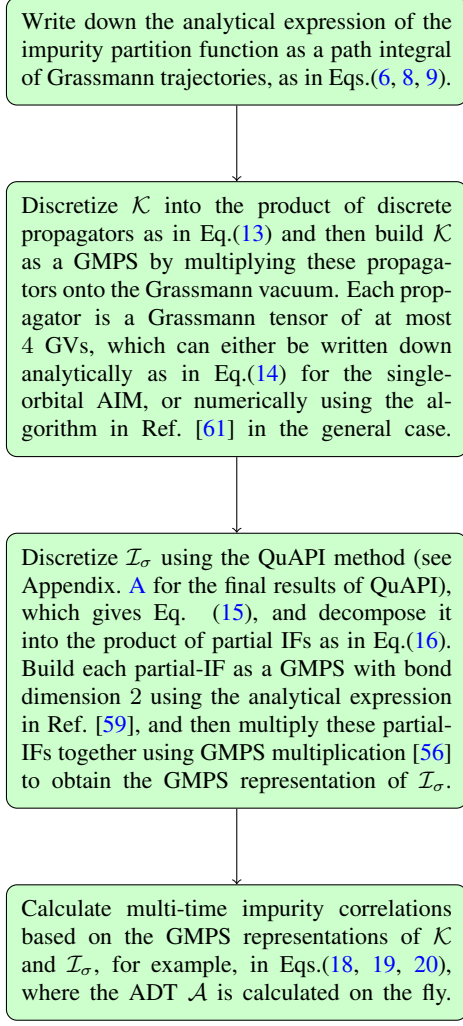 Write down the analytical expression of the
impurity partition function as a path integral
of Grassmann trajectories, as in Eqs.(6, 8, 9).
Discretize 𝒦 into the product of discrete
propagators as in Eq.(13) and then build 𝒦
as a GMPS by multiplying these propaga-
tors onto the Grassmann vacuum. Each prop-
agator is a Grassmann tensor of at most
4 GVs, which can either be written down
analytically as in Eq.(14) for the single-
orbital AIM, or numerically using the al-
gorithm in Ref. [61] in the general case.
Discretize ℐσ using the QuAPI method (see
Appendix. A for the final results of QuAPI),
which gives Eq. (15), and decompose it
into the product of partial IFs as in Eq.(16).
Build each partial-IF as a GMPS with bond
dimension 2 using the analytical expression
in Ref. [59], and then multiply these partial-
IFs together using GMPS multiplication [56]
to obtain the GMPS representation of ℐσ.
Calculate multi-time impurity correlations
based on the GMPS representations of 𝒦
and ℐσ, for example, in Eqs.(18, 19, 20),
where the ADT 𝒜 is calculated on the fly.